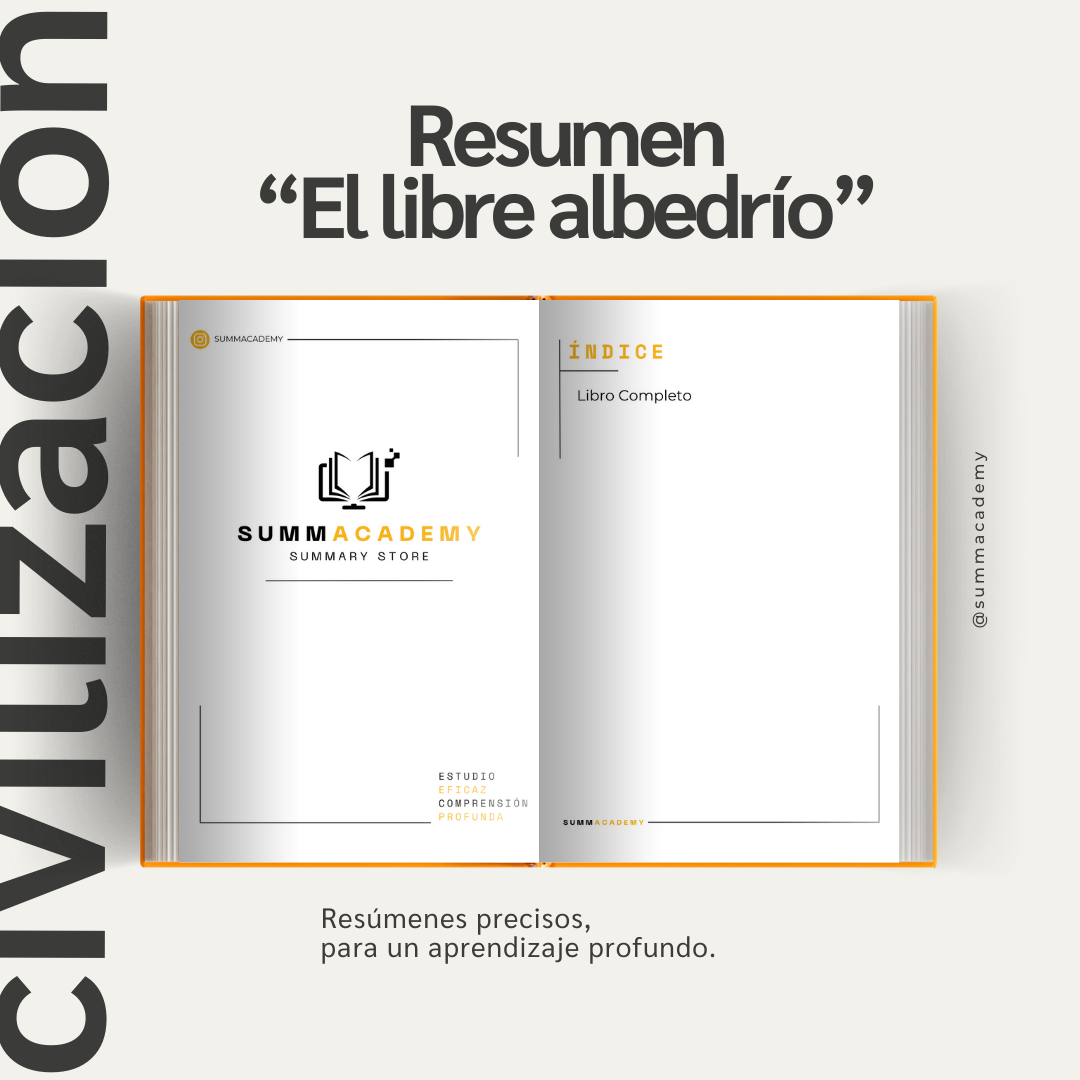 civilización
Resumen
“El libre albedrío”
SUMMACADEMY
SUMMACADEMY
SUMMARY STORE
ESTUDIO
EFICAZ
COMPRENSIÓN
PROFUNDA
ÍNDICE
Libro Completo
SUMMACADEMY
@summacademy
Resúmenes precisos,
para un aprendizaje profundo.